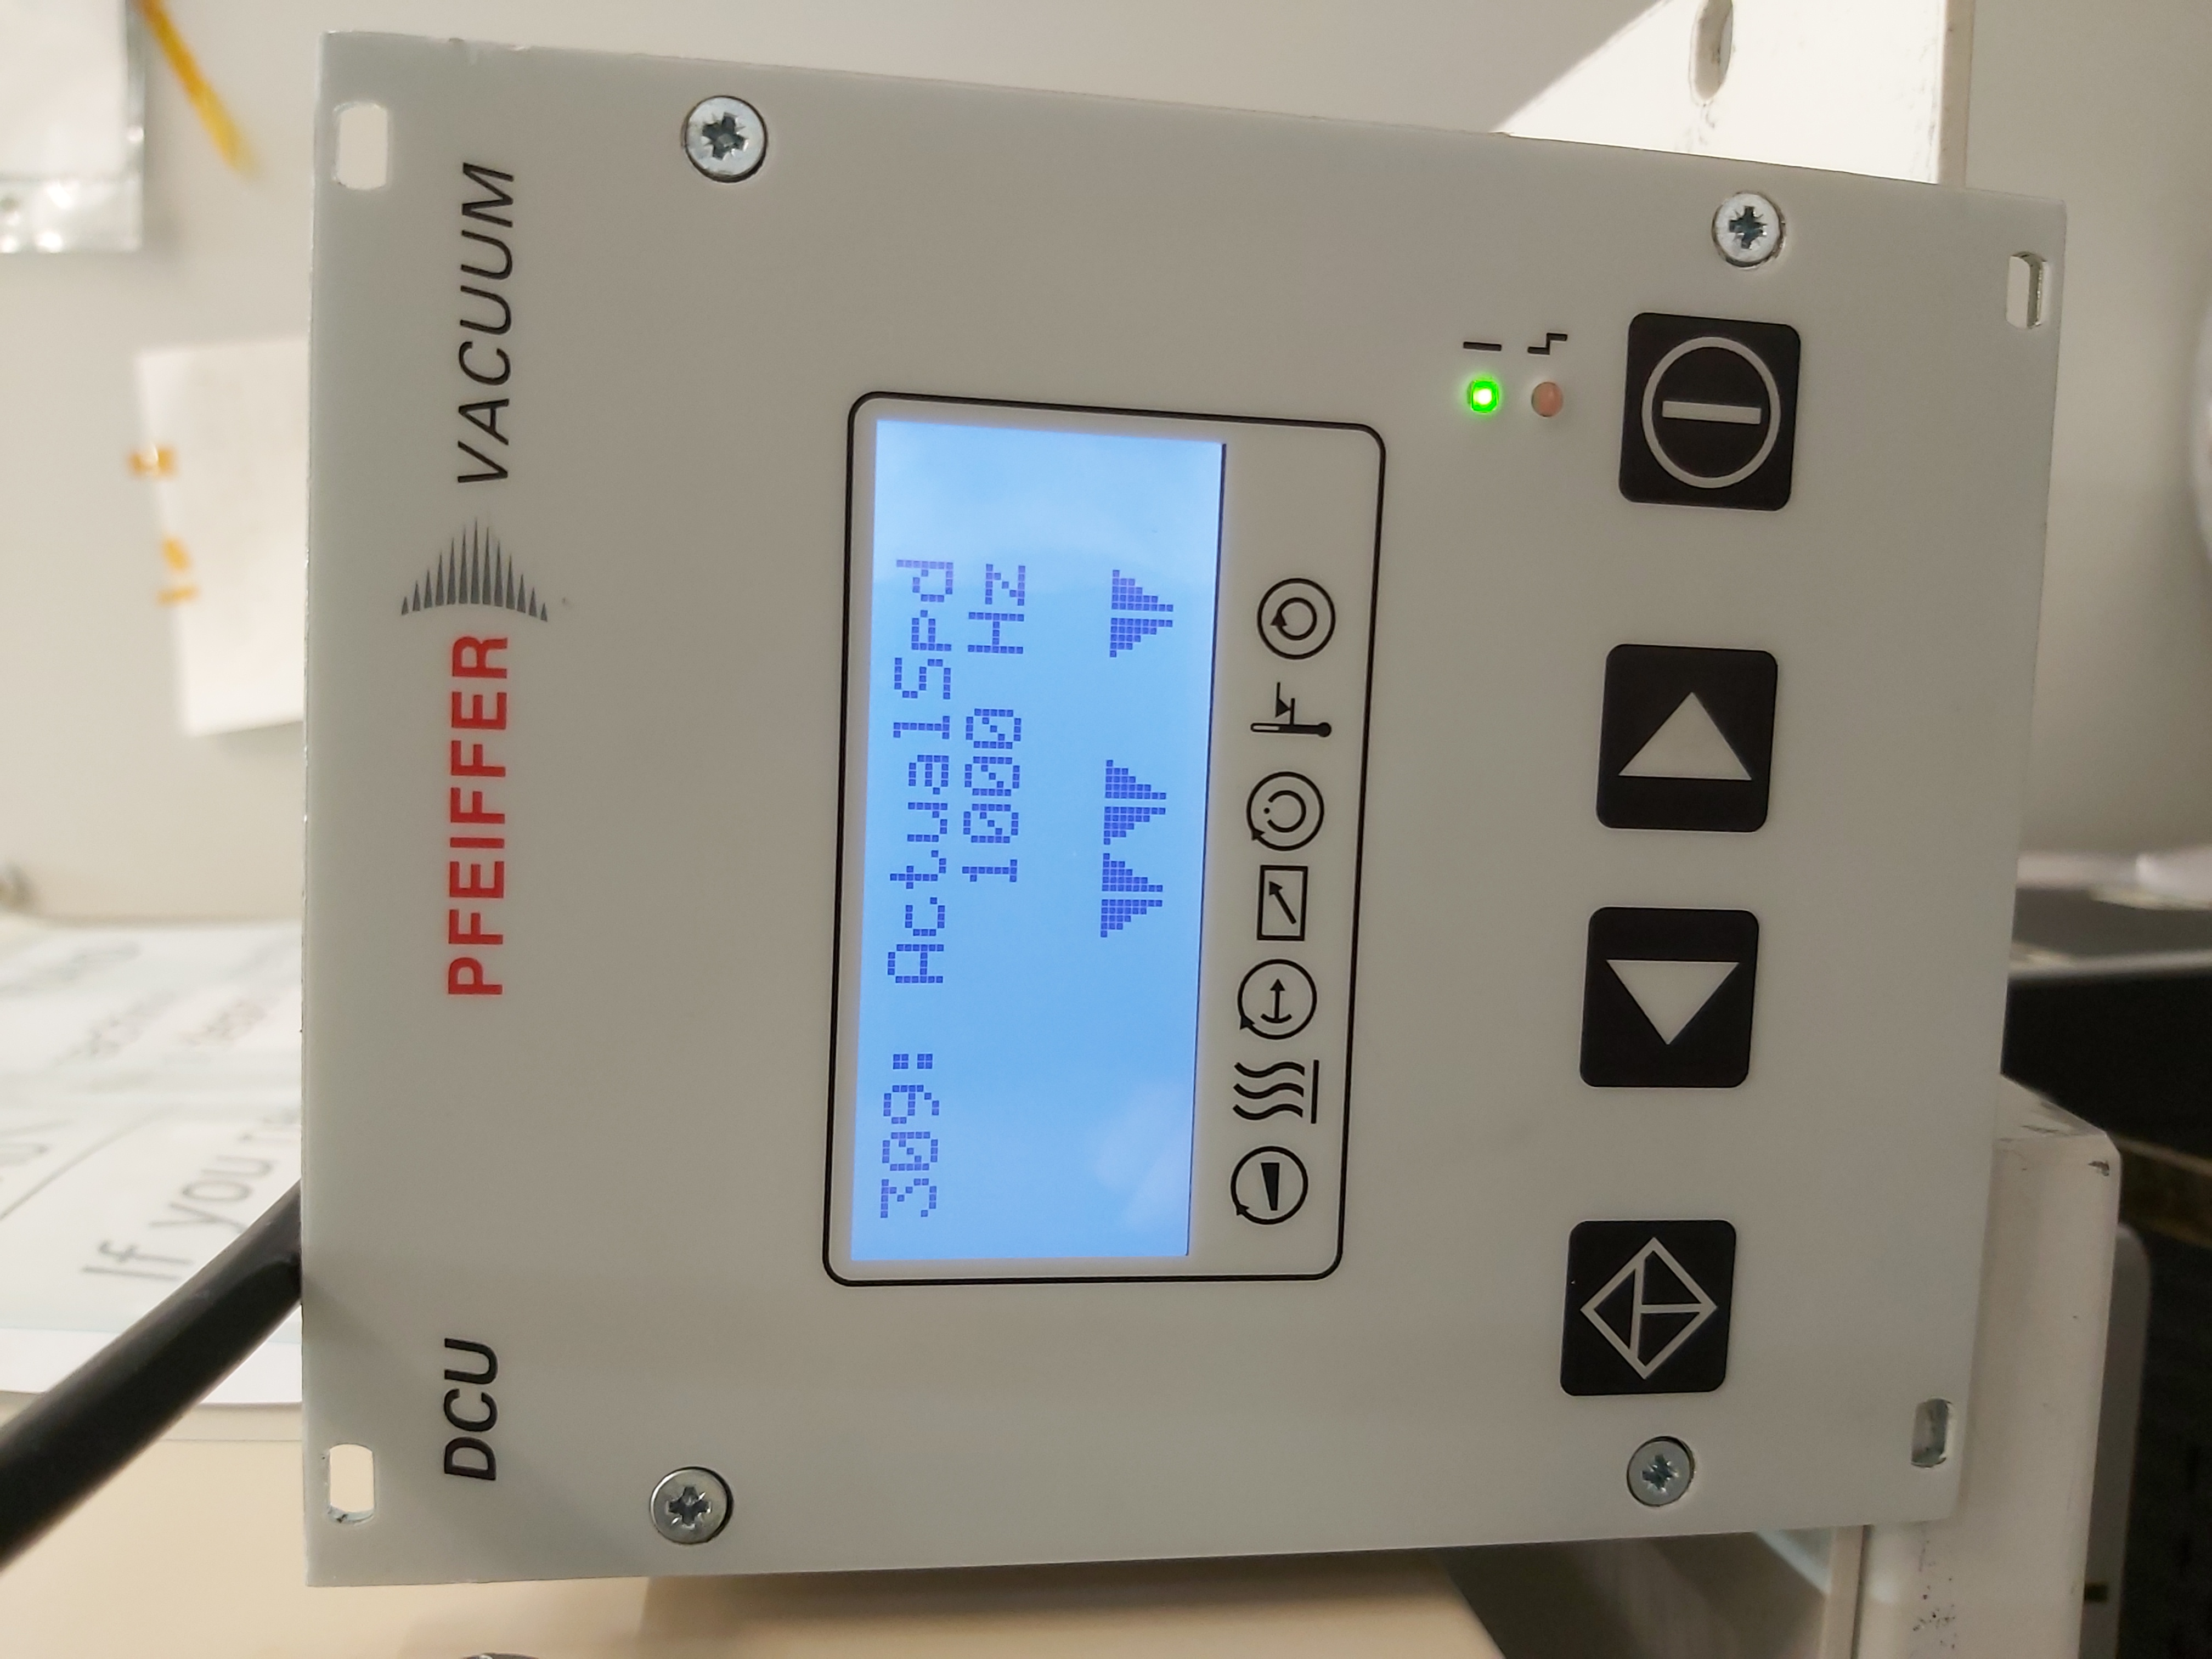 If you
DCU
PFEIFFER VACUUM
309: ActualSpd
1000 Hz